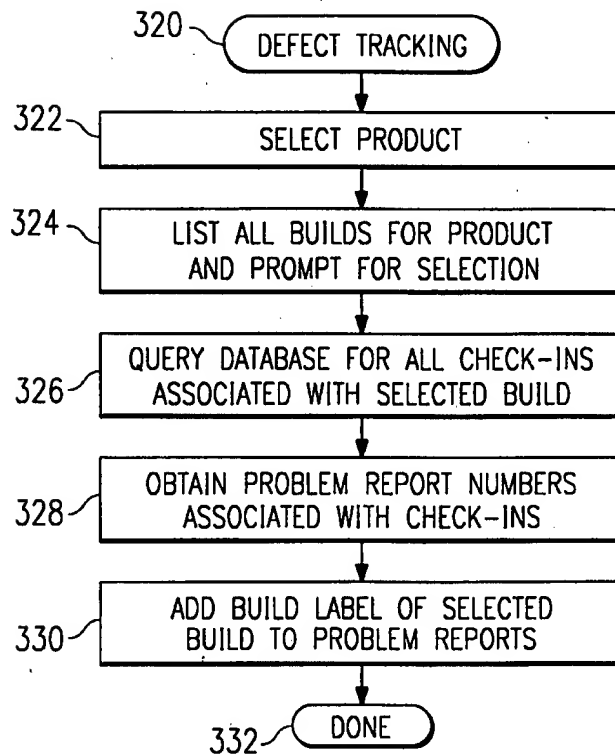 320
DEFECT TRACKING
322
SELECT PRODUCT
324
LIST ALL BUILDS FOR PRODUCT
AND PROMPT FOR SELECTION
326
QUERY DATABASE FOR ALL CHECK-INS
ASSOCIATED WITH SELECTED BUILD
328
OBTAIN PROBLEM REPORT NUMBERS
ASSOCIATED WITH CHECK-INS
330
ADD BUILD LABEL OF SELECTED
BUILD TO PROBLEM REPORTS
332
DONE